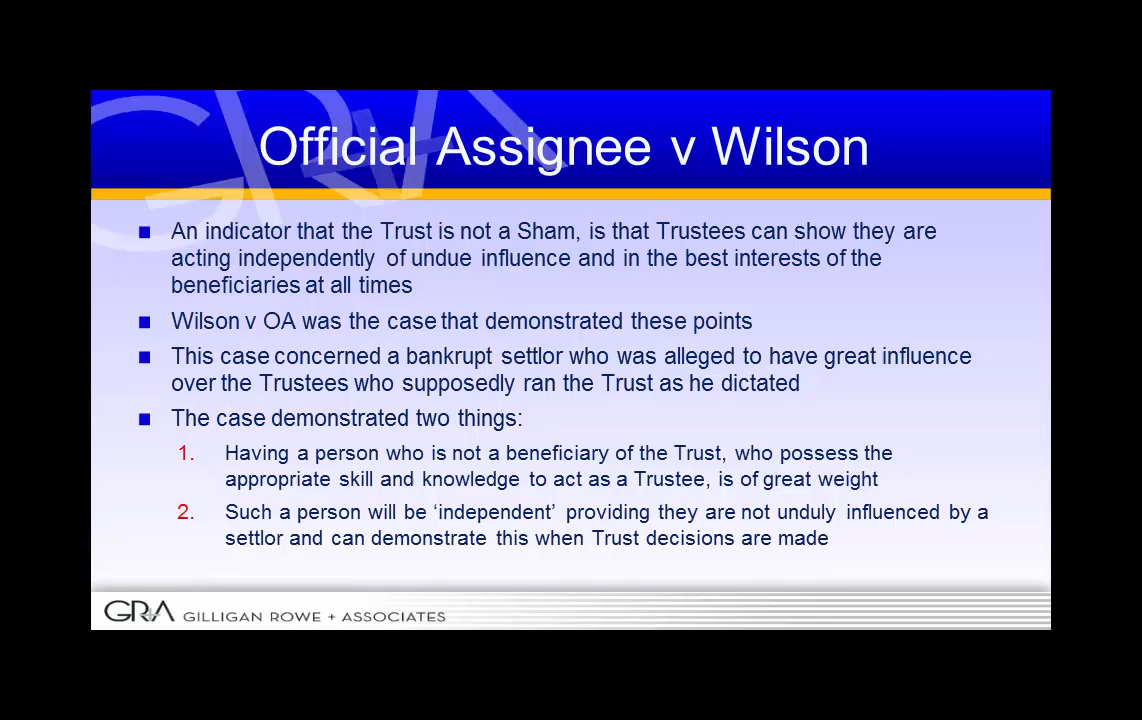 Official Assignee v Wilson
An indicator that the Trust is not a Sham, is that Trustees can show they are
acting independently of undue influence and in the best interests of the
beneficiaries at all times
Wilson v OA was the case that demonstrated these points
This case concerned a bankrupt settlor who was alleged to have great influence
over the Trustees who supposedly ran the Trust as he dictated
The case demonstrated two things:
1. Having a person who is not a beneficiary of the Trust, who possess the
appropriate skill and knowledge to act as a Trustee, is of great weight
2. Such a person will be ‘independent’ providing they are not unduly influenced by a
settlor and can demonstrate this when Trust decisions are made
GRA GILLIGAN ROWE + ASSOCIATES